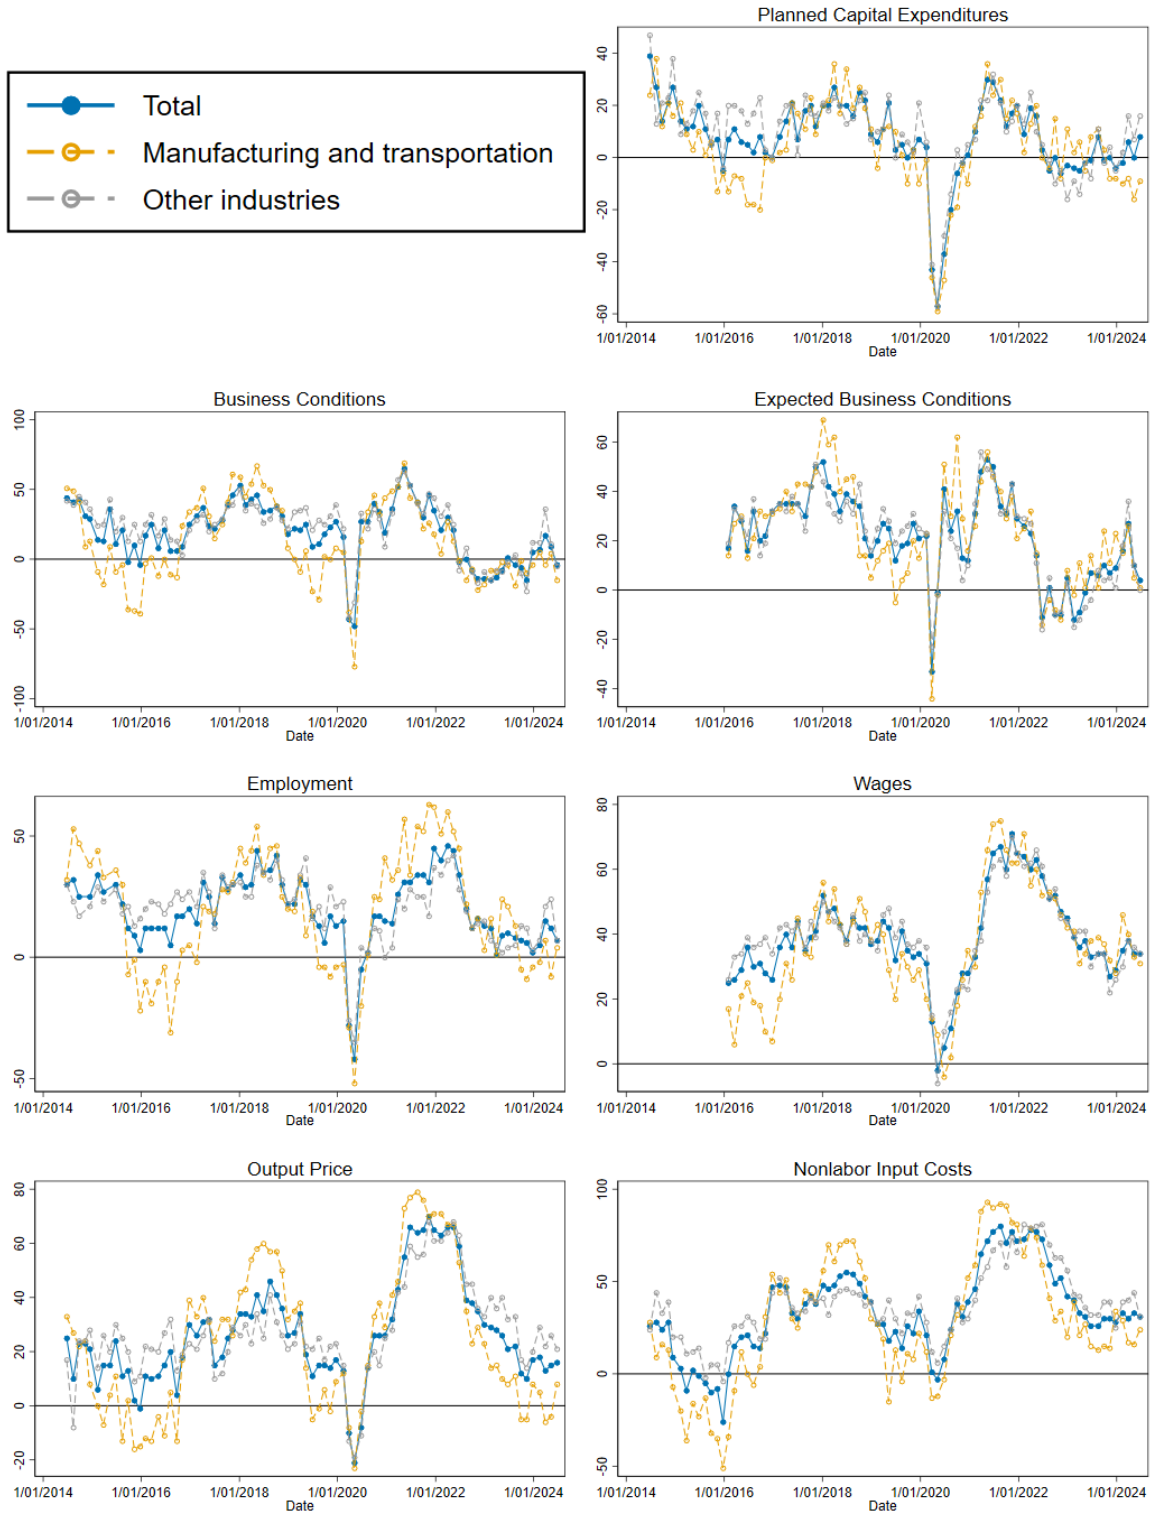 Planned Capital Expenditures
Total
Manufacturing and transportation
Other industries
40
20
0
-20
-40
-60
1/01/2014 1/01/2016 1/01/2018 1/01/2020 1/01/2022 1/01/2024
Date
Business Conditions
100
50
0
-50
-100
1/01/2014 1/01/2016 1/01/2018 1/01/2020 1/01/2022 1/01/2024
Date
Expected Business Conditions
60
40
20
0
-20
-40
1/01/2014 1/01/2016 1/01/2018 1/01/2020 1/01/2022 1/01/2024
Date
Employment
50
0
-50
1/01/2014 1/01/2016 1/01/2018 1/01/2020 1/01/2022 1/01/2024
Date
Wages
80
60
40
20
0
1/01/2014 1/01/2016 1/01/2018 1/01/2020 1/01/2022 1/01/2024
Date
Output Price
80
60
40
20
0
-20
1/01/2014 1/01/2016 1/01/2018 1/01/2020 1/01/2022 1/01/2024
Date
Nonlabor Input Costs
100
50
0
-50
1/01/2014 1/01/2016 1/01/2018 1/01/2020 1/01/2022 1/01/2024
Date